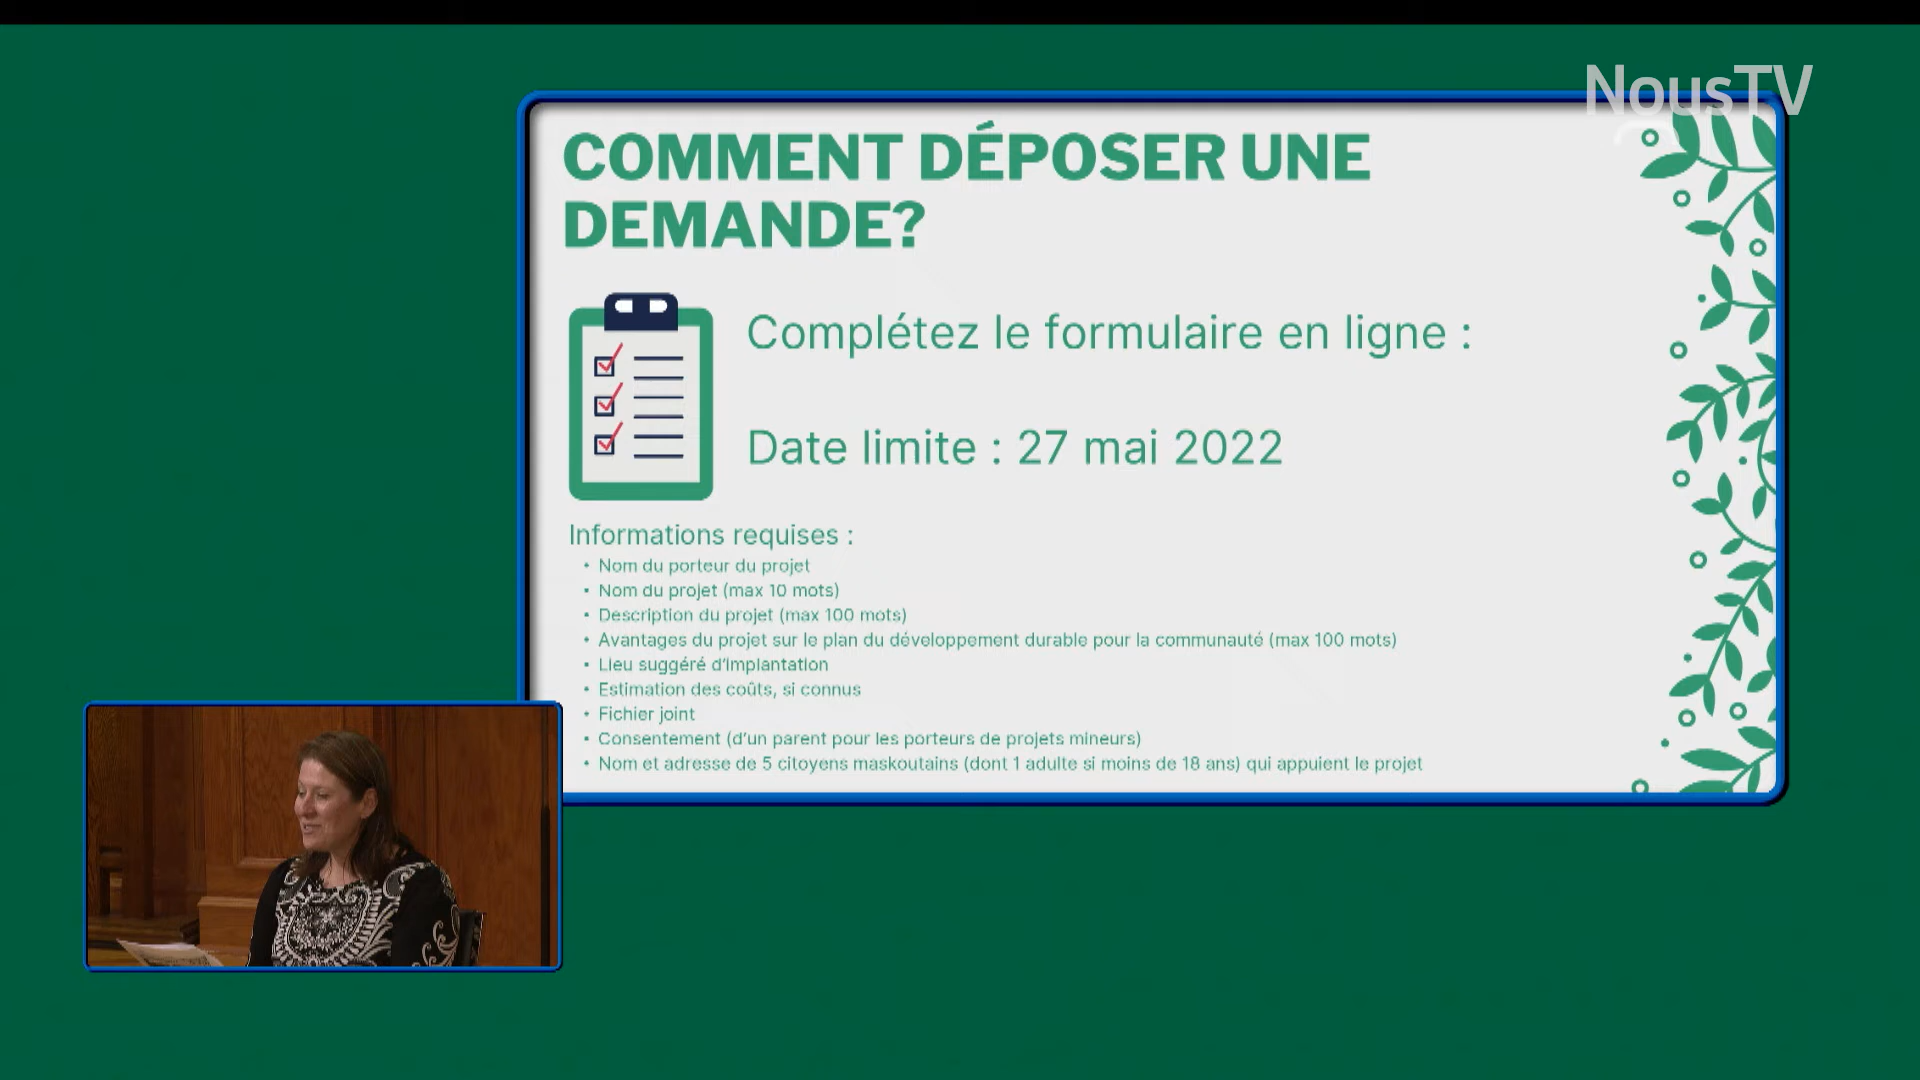 NousTV
COMMENT DÉPOSER UNE
DEMANDE?
Complétez le formulaire en ligne :
Date limite : 27 mai 2022
Informations requises :
• Nom du porteur du projet
• Nom du projet (max 10 mots)
• Description du projet (max 100 mots)
• Avantages du projet sur le plan du développement durable pour la communauté (max 100 mots)
• Lieu suggéré d'implantation
• Estimation des coûts, si connus
• Fichier joint
• Consentement (d'un parent pour les porteurs de projets mineurs)
• Nom et adresse de 5 citoyens maskoutains (dont 1 adulte si moins de 18 ans) qui appuient le projet